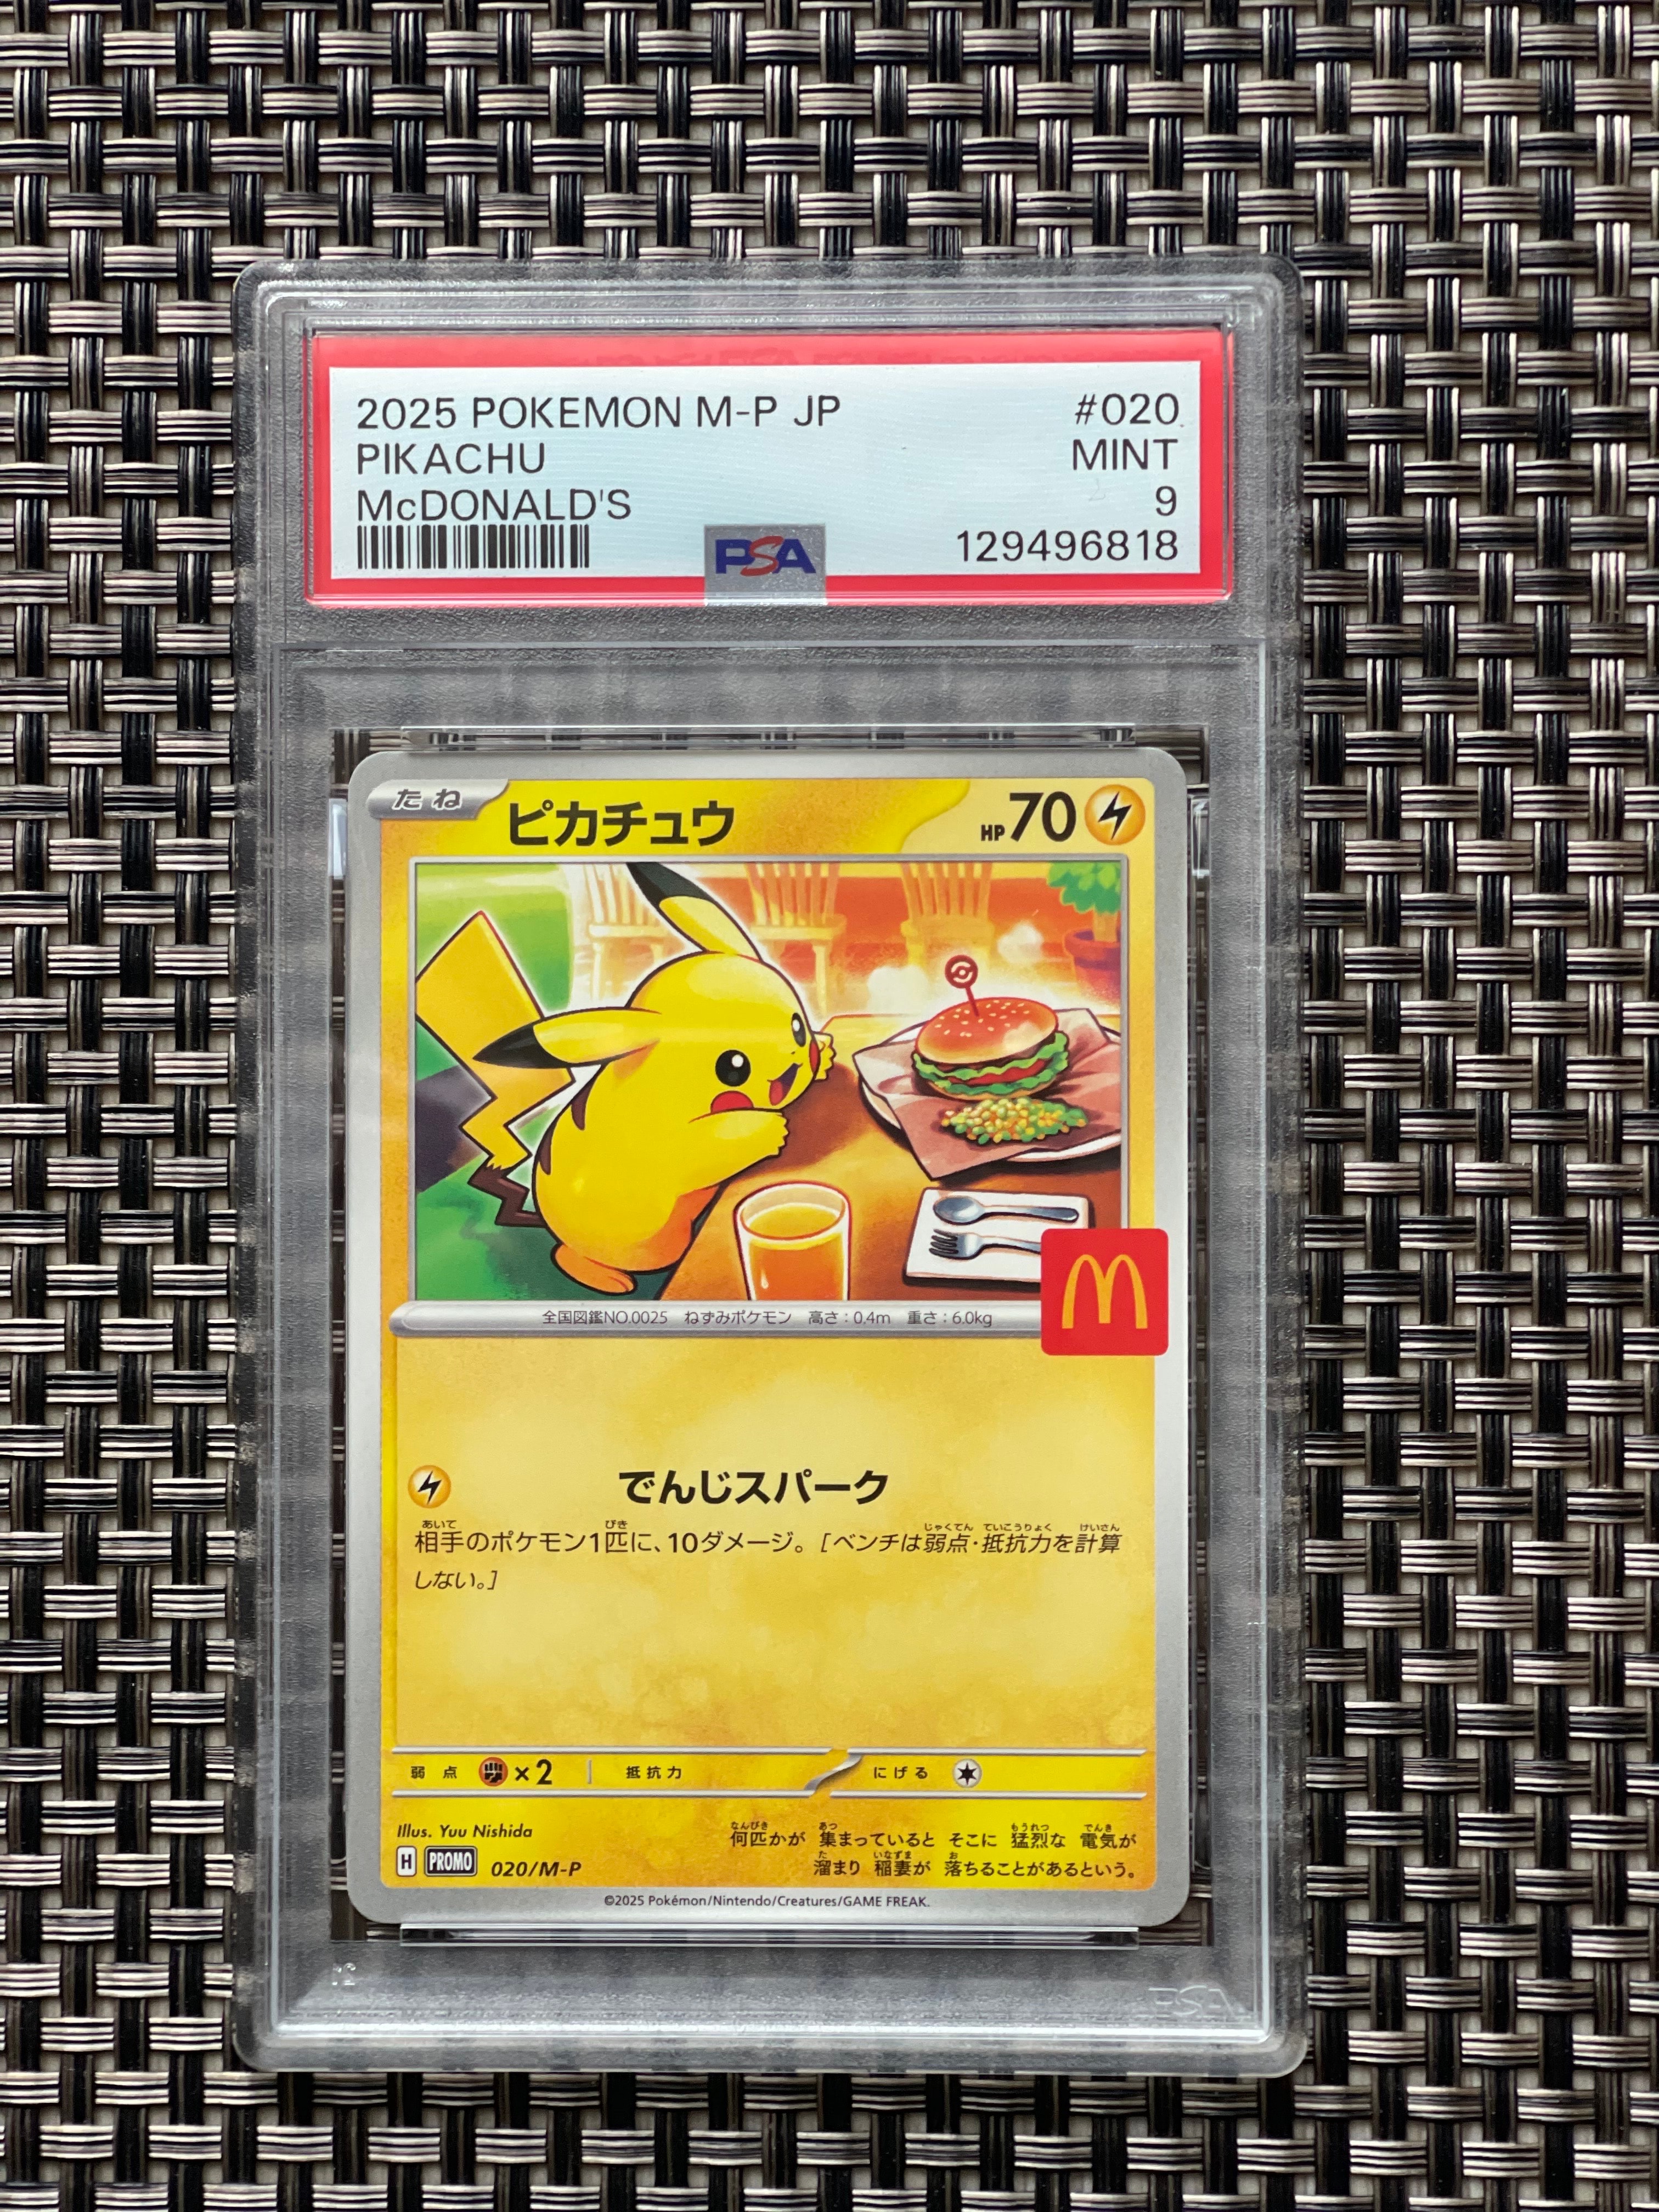 2025 POKEMON M-P JP #020
PIKACHU MINT
McDONALD'S 9
PSA 129496818
たね ピカチュウ HP70
全国図鑑NO.0025 ねずみポケモン 高さ:0.4m 重さ:6.0kg
でんじスパーク
相手のポケモン1匹に、10ダメージ。[ベンチは弱点・抵抗力を計算
しない。]
弱点 ×2 抵抗力 にげる
Illus. Yuu Nishida
何匹かが 集まっていると そこに 猛烈な 電気が
溜まり 稲妻が 落ちることがあるという。
H PROMO 020/M-P
©2025 Pokémon/Nintendo/Creatures/GAME FREAK.
PSA